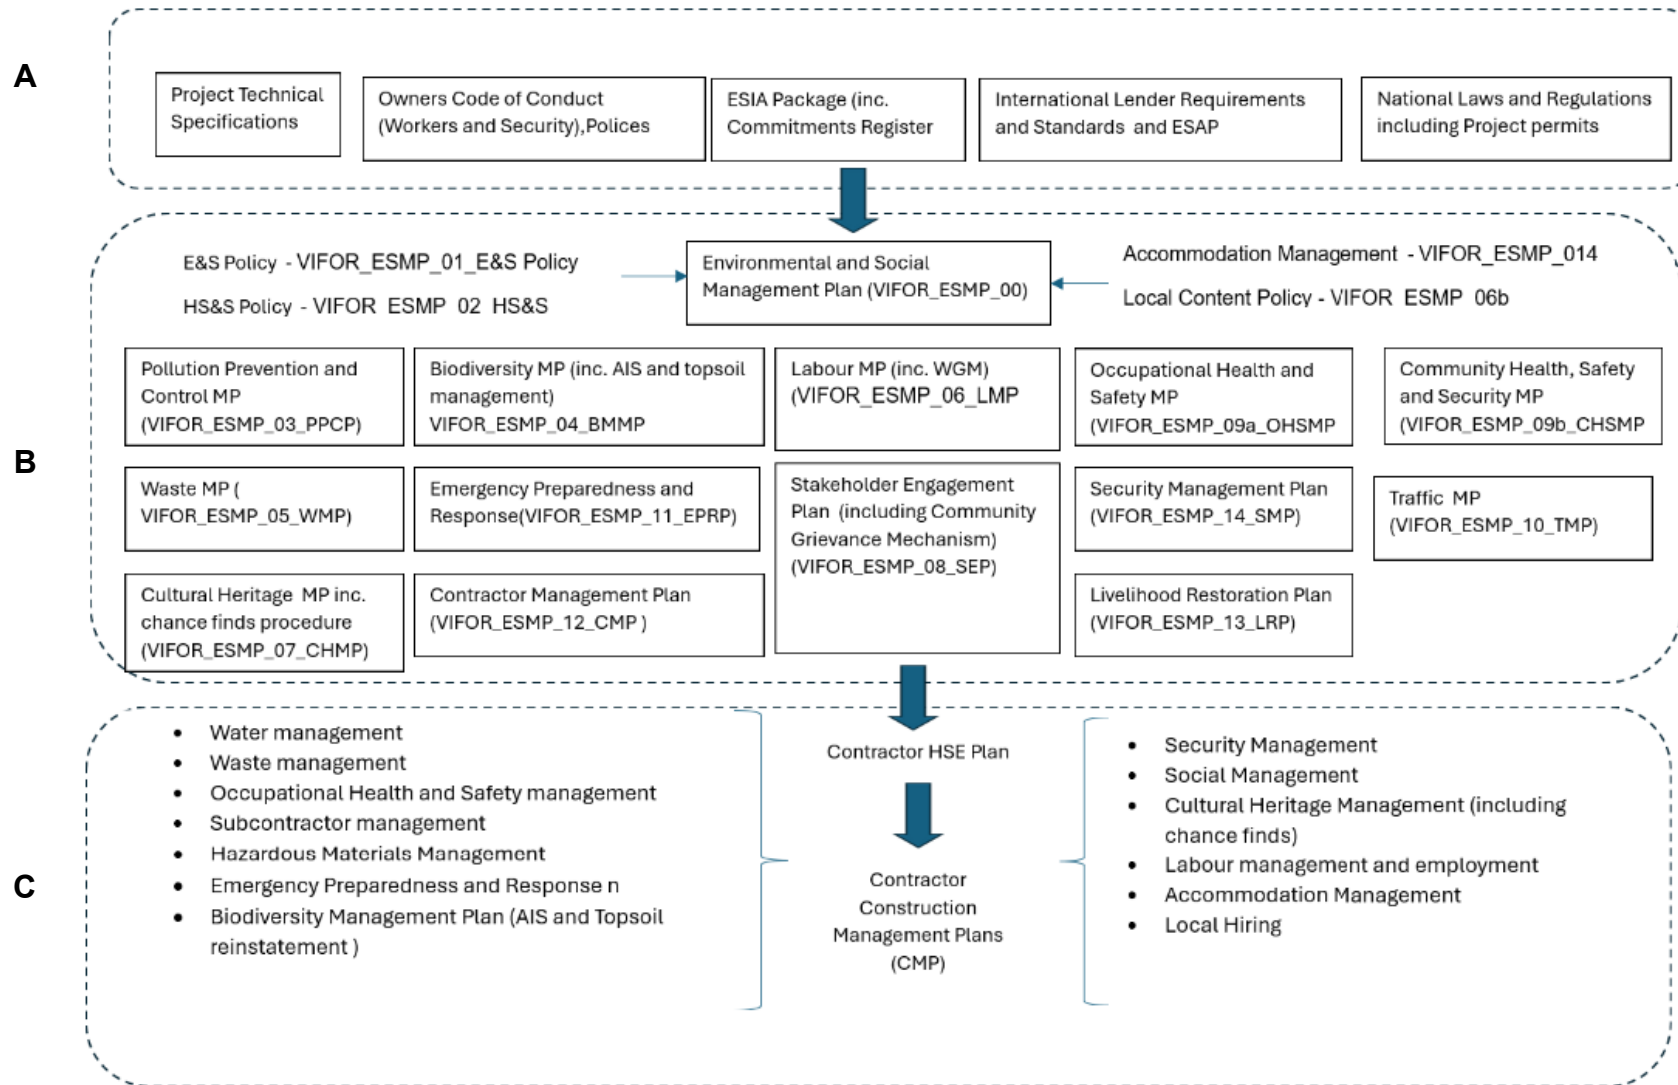 A
Project Technical
Specifications
Owners Code of Conduct
(Workers and Security),Polices
ESIA Package (inc.
Commitments Register
International Lender Requirements
and Standards and ESAP
National Laws and Regulations
including Project permits
B
E&S Policy - VIFOR_ESMP_01_E&S Policy
HS&S Policy - VIFOR ESMP 02 HS&S
Environmental and Social
Management Plan (VIFOR_ESMP_00)
Accommodation Management - VIFOR_ESMP_014
Local Content Policy - VIFOR ESMP 06b
Pollution Prevention and
Control MP
(VIFOR_ESMP_03_PPCP)
Biodiversity MP (inc. AIS and topsoil
management)
VIFOR_ESMP_04_BMMP
Labour MP (inc. WGM)
(VIFOR_ESMP_06_LMP
Occupational Health and
Safety MP
(VIFOR_ESMP_09a_OHSMP
Community Health, Safety
and Security MP
(VIFOR_ESMP_09b_CHSMP
Waste MP (
VIFOR_ESMP_05_WMP)
Emergency Preparedness and
Response(VIFOR_ESMP_11_EPRP)
Stakeholder Engagement
Plan (including Community
Grievance Mechanism)
(VIFOR_ESMP_08_SEP)
Security Management Plan
(VIFOR_ESMP_14_SMP)
Traffic MP
(VIFOR_ESMP_10_TMP)
Cultural Heritage MP inc.
chance finds procedure
(VIFOR_ESMP_07_CHMP)
Contractor Management Plan
(VIFOR_ESMP_12_CMP )
Livelihood Restoration Plan
(VIFOR_ESMP_13_LRP)
C
• Water management
• Waste management
• Occupational Health and Safety management
• Subcontractor management
• Hazardous Materials Management
• Emergency Preparedness and Response n
• Biodiversity Management Plan (AIS and Topsoil
reinstatement )
Contractor HSE Plan
Contractor
Construction
Management Plans
(CMP)
• Security Management
• Social Management
• Cultural Heritage Management (including
chance finds)
• Labour management and employment
• Accommodation Management
• Local Hiring